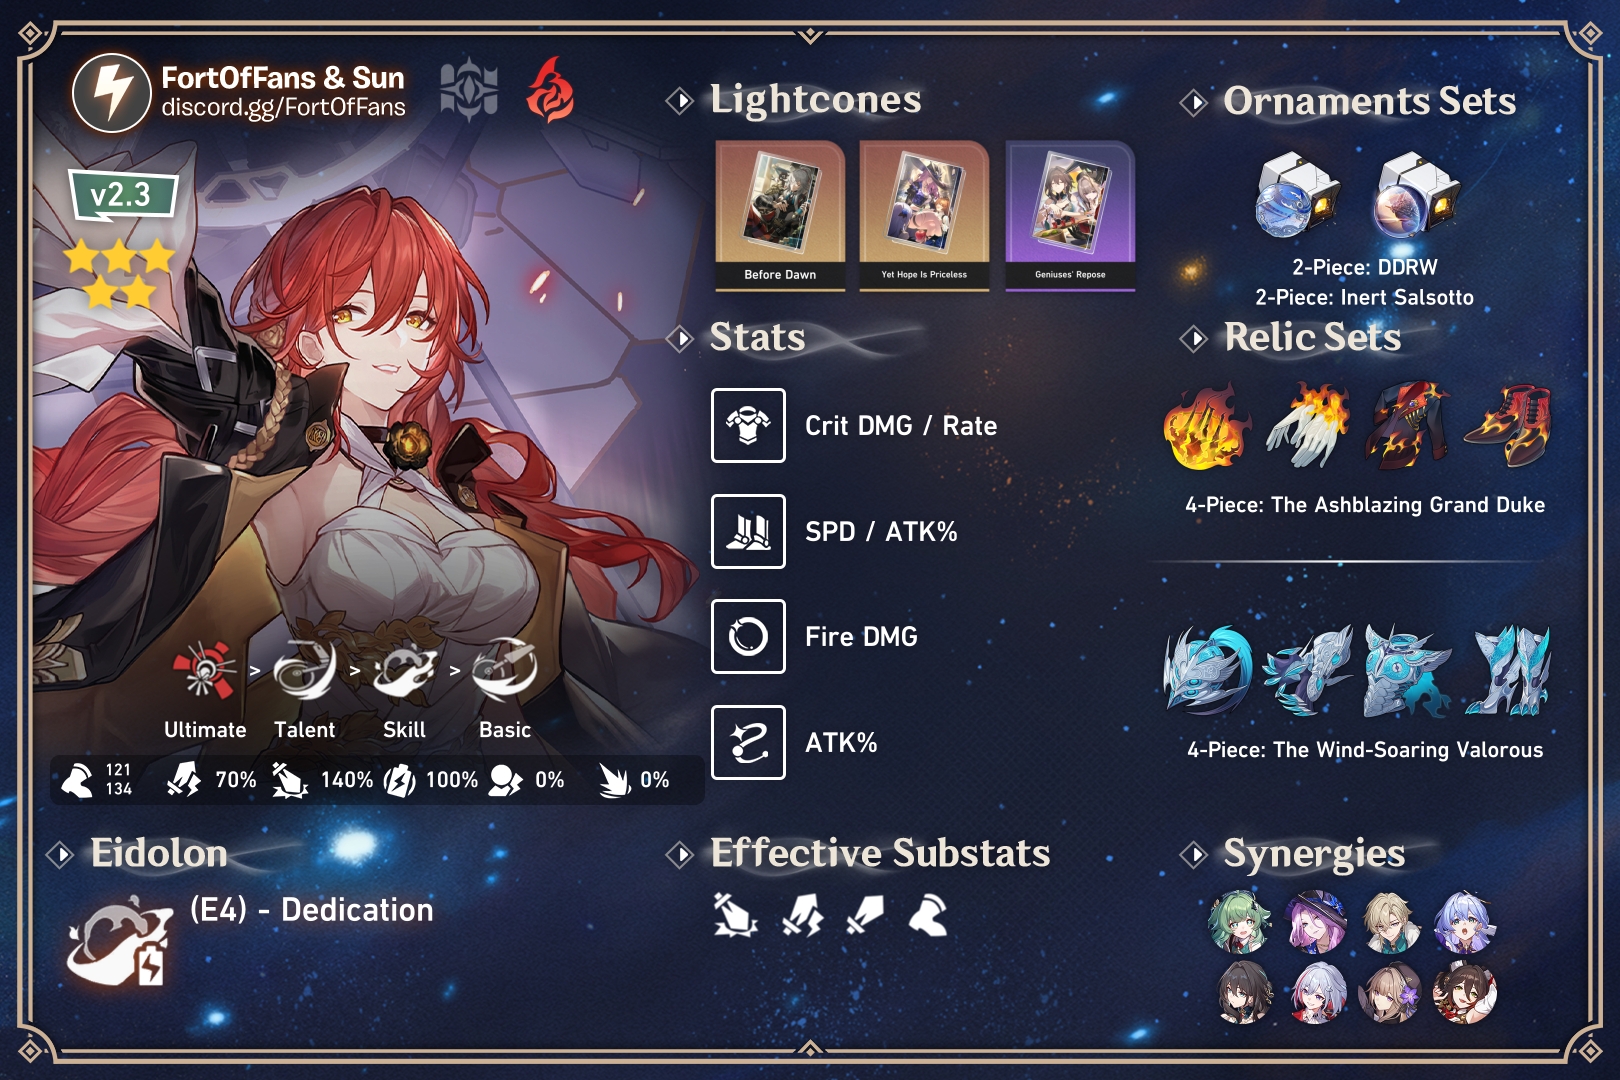 FortOfFans & Sun
discord.gg/FortOfFans
v2.3
Ultimate > Talent > Skill > Basic
121
134
70%
140%
100%
0%
0%
Eidolon
(E4) - Dedication
Lightcones
Before Dawn
Yet Hope Is Priceless
Geniuses' Repose
Stats
Crit DMG / Rate
SPD / ATK%
Fire DMG
ATK%
Effective Substats
Ornaments Sets
2-Piece: DDRW
2-Piece: Inert Salsotto
Relic Sets
4-Piece: The Ashblazing Grand Duke
4-Piece: The Wind-Soaring Valorous
Synergies